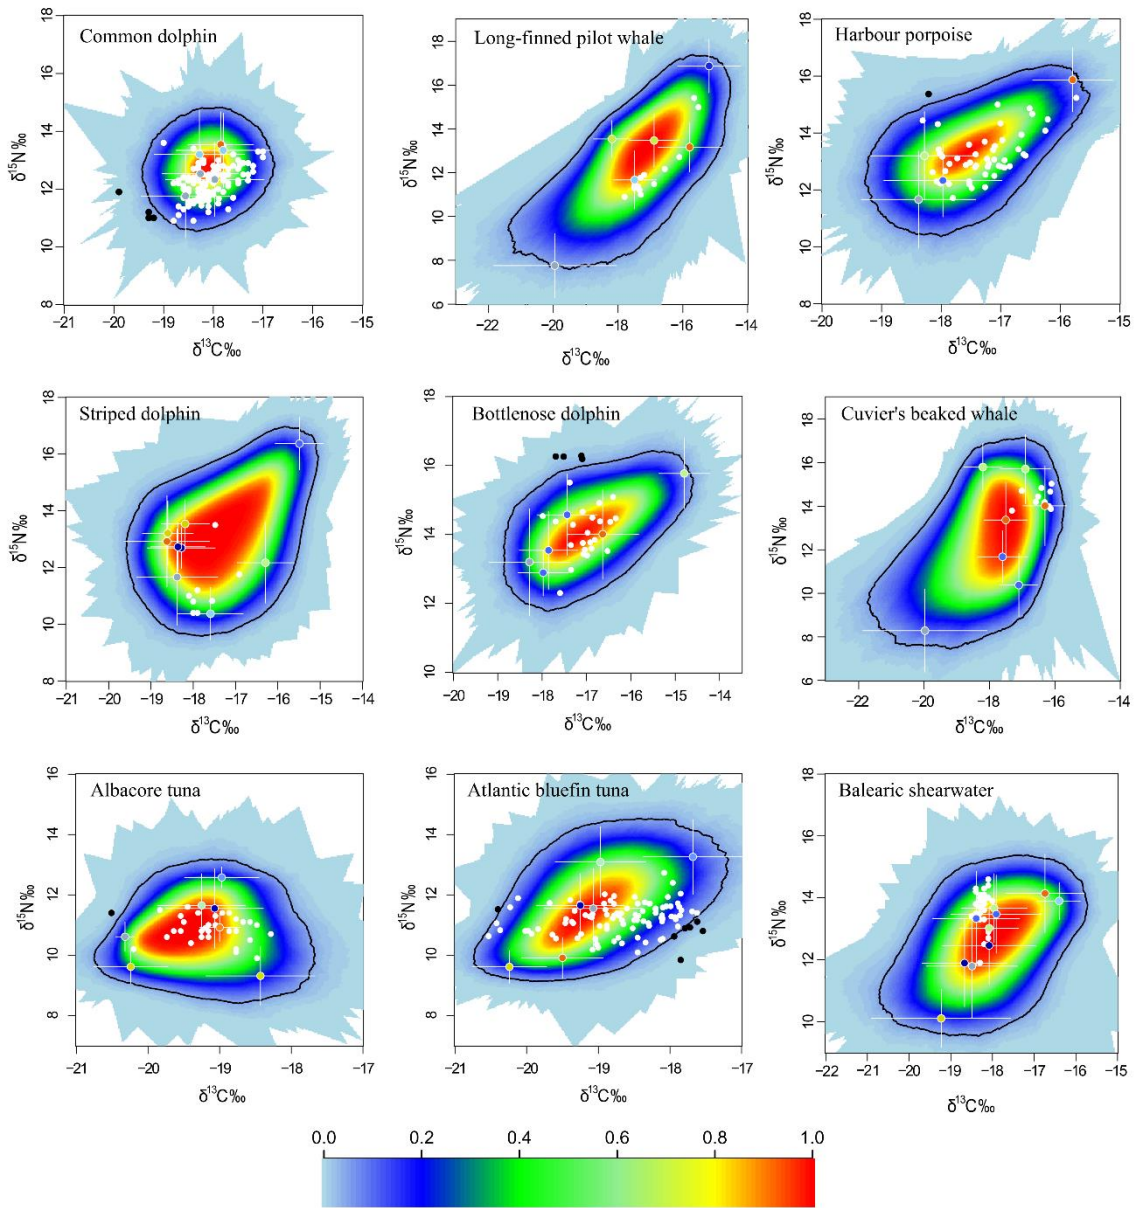 Common dolphin
δ¹⁵N‰
18
16
14
12
10
8
−21 −20 −19 −18 −17 −16 −15
δ¹³C‰
Long-finned pilot whale
δ¹⁵N‰
18
16
14
12
10
8
6
−22 −20 −18 −16 −14
δ¹³C‰
Harbour porpoise
δ¹⁵N‰
18
16
14
12
10
8
−20 −19 −18 −17 −16 −15
δ¹³C‰
Striped dolphin
δ¹⁵N‰
18
16
14
12
10
8
−21 −20 −19 −18 −17 −16 −15 −14
δ¹³C‰
Bottlenose dolphin
δ¹⁵N‰
18
16
14
12
10
−20 −19 −18 −17 −16 −15 −14
δ¹³C‰
Cuvier's beaked whale
δ¹⁵N‰
18
16
14
12
10
8
6
−22 −20 −18 −16 −14
δ¹³C‰
Albacore tuna
δ¹⁵N‰
16
14
12
10
8
−21 −20 −19 −18 −17
δ¹³C‰
Atlantic bluefin tuna
δ¹⁵N‰
16
14
12
10
8
−21 −20 −19 −18 −17
δ¹³C‰
Balearic shearwater
δ¹⁵N‰
18
16
14
12
10
−22 −21 −20 −19 −18 −17 −16 −15
δ¹³C‰
0.0 0.2 0.4 0.6 0.8 1.0